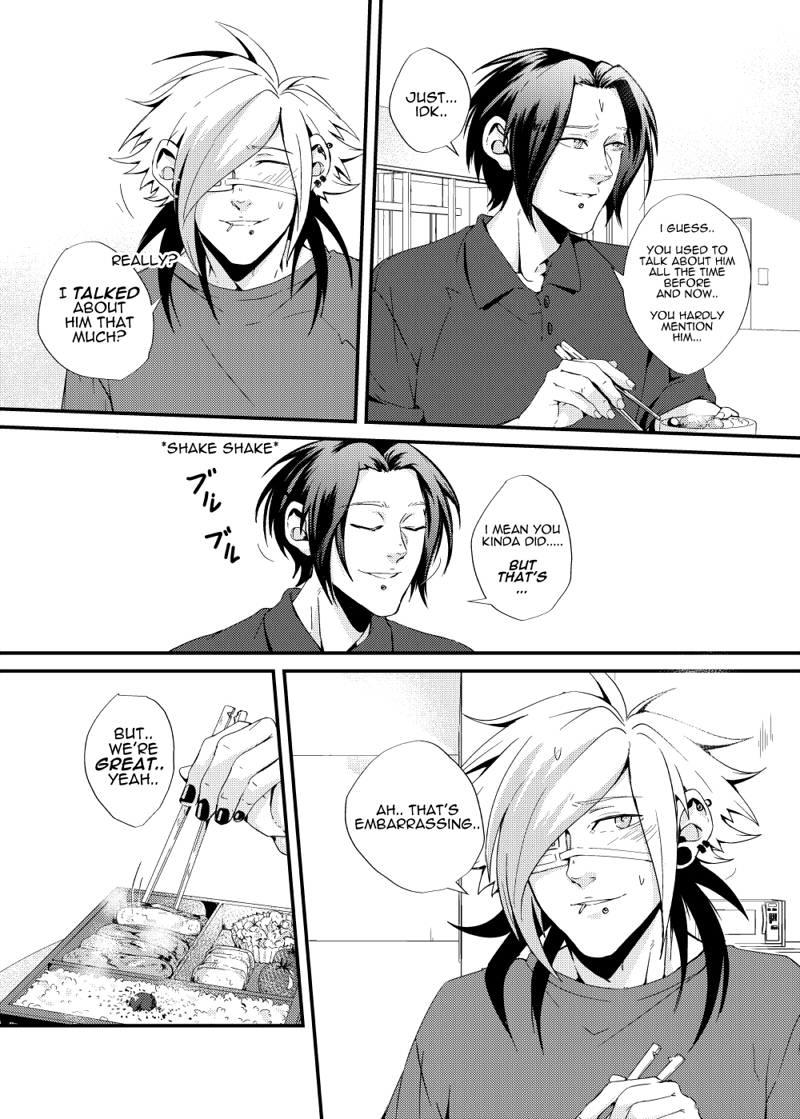 JUST...
IDK..
I GUESS..
YOU USED TO
TALK ABOUT HIM
ALL THE TIME
BEFORE
AND NOW..
YOU HARDLY
MENTION
HIM...
REALLY?
I TALKED
ABOUT
HIM THAT
MUCH?
*SHAKE SHAKE*
ブル
ブル
I MEAN YOU
KINDA DID.....
BUT
THAT'S
...
AH.. THAT'S
EMBARRASSING..
BUT..
WE'RE
GREAT..
YEAH..